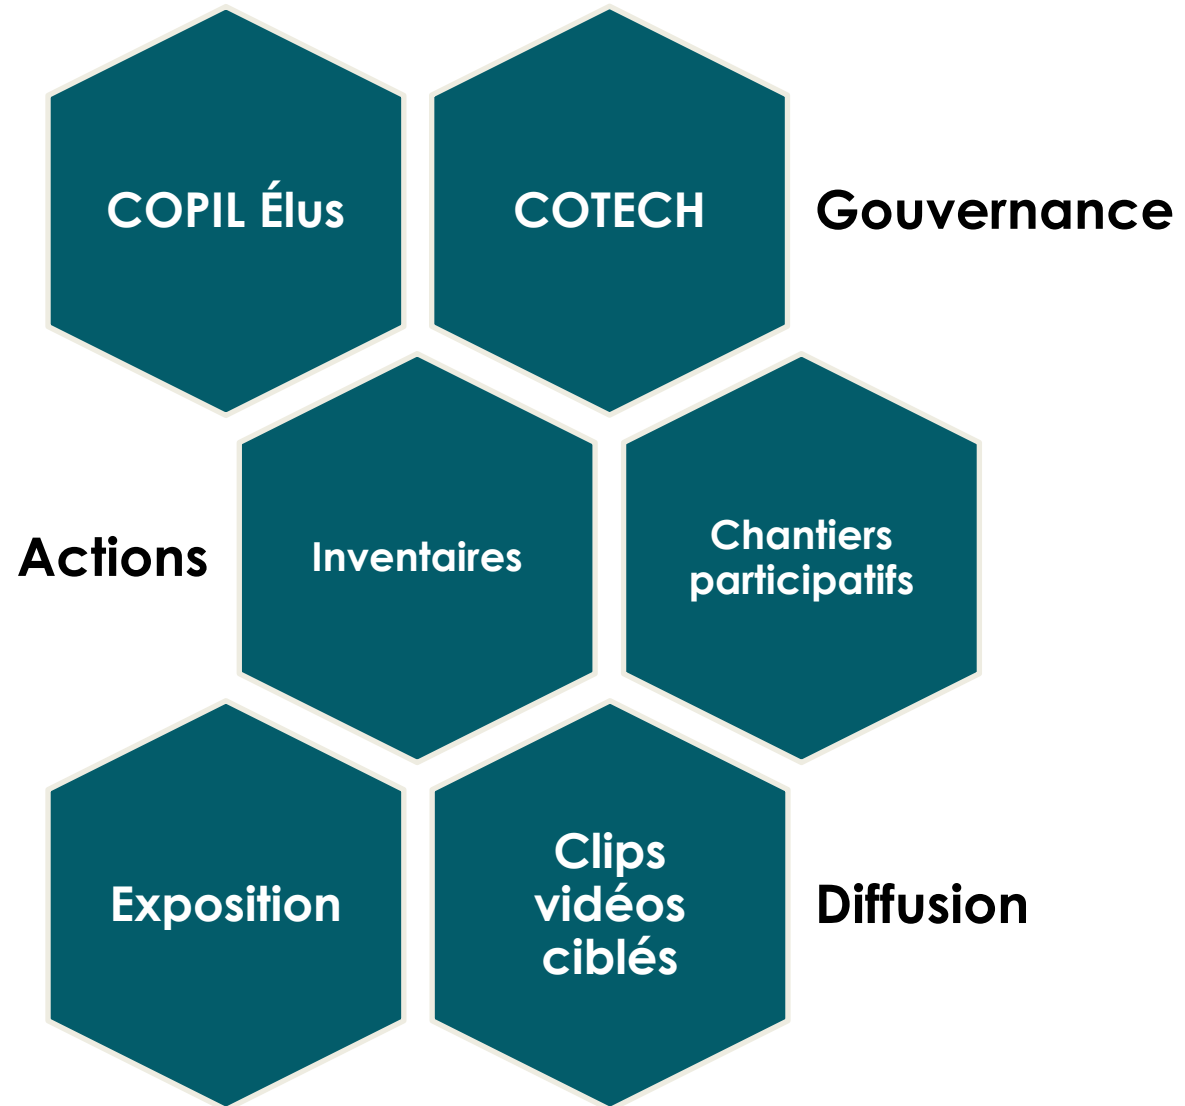 COPIL Élus
COTECH
Gouvernance
Actions
Inventaires
Chantiers
participatifs
Exposition
Clips
vidéos
ciblés
Diffusion